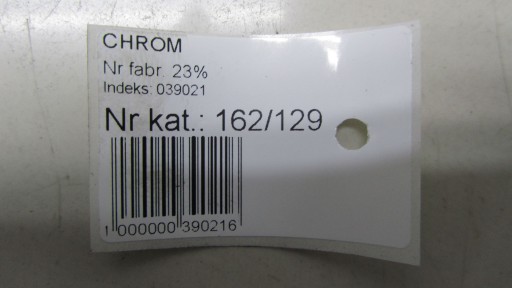 CHROM
Nr fabr. 23%
Indeks: 039021
Nr kat.: 162/129
1 000000 390216